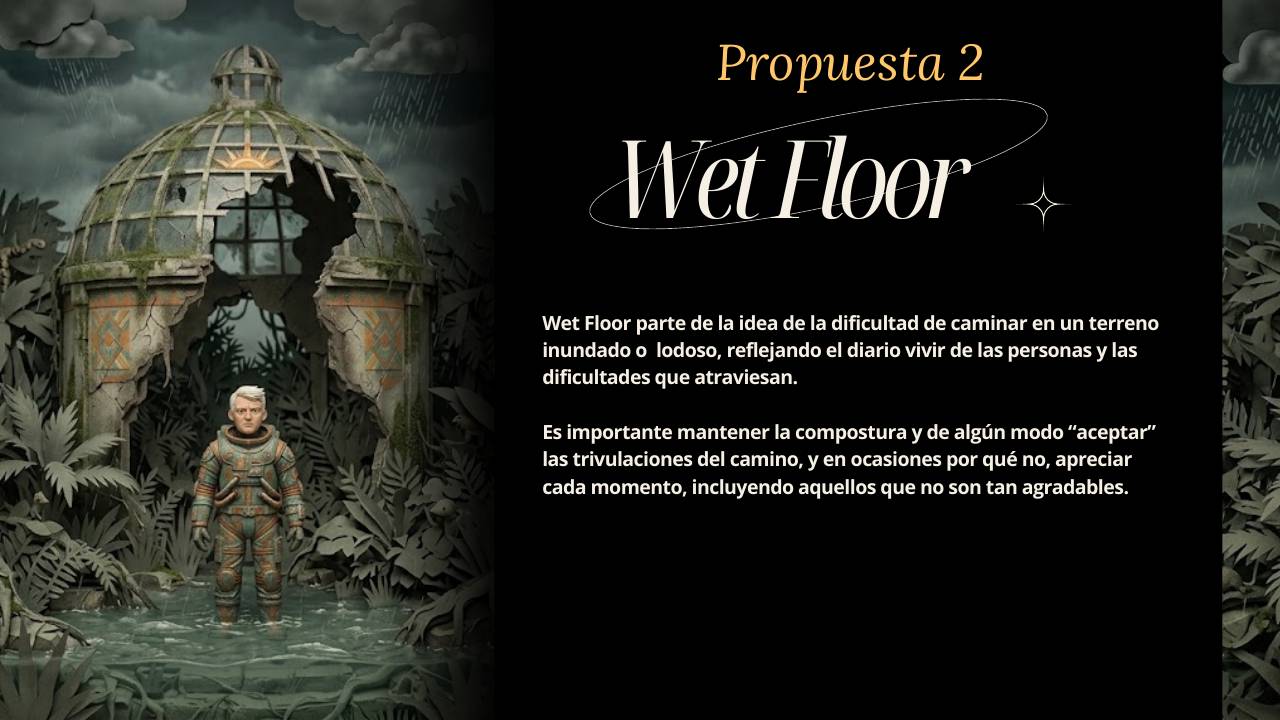 Propuesta 2
Wet Floor
Wet Floor parte de la idea de la dificultad de caminar en un terreno
inundado o  lodoso, reflejando el diario vivir de las personas y las
dificultades que atraviesan.
Es importante mantener la compostura y de algún modo “aceptar”
las trivulaciones del camino, y en ocasiones por qué no, apreciar
cada momento, incluyendo aquellos que no son tan agradables.